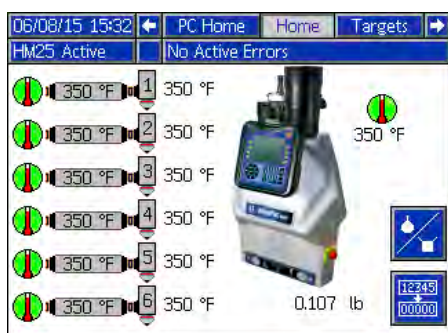 06/08/15 15:32 PC Home Home Targets
HM25 Active No Active Errors
350 °F 1 350 °F
350 °F
350 °F 2 350 °F
350 °F 3 350 °F
350 °F 4 350 °F
350 °F 5 350 °F
350 °F 6 350 °F
0.107 lb
12345
00000